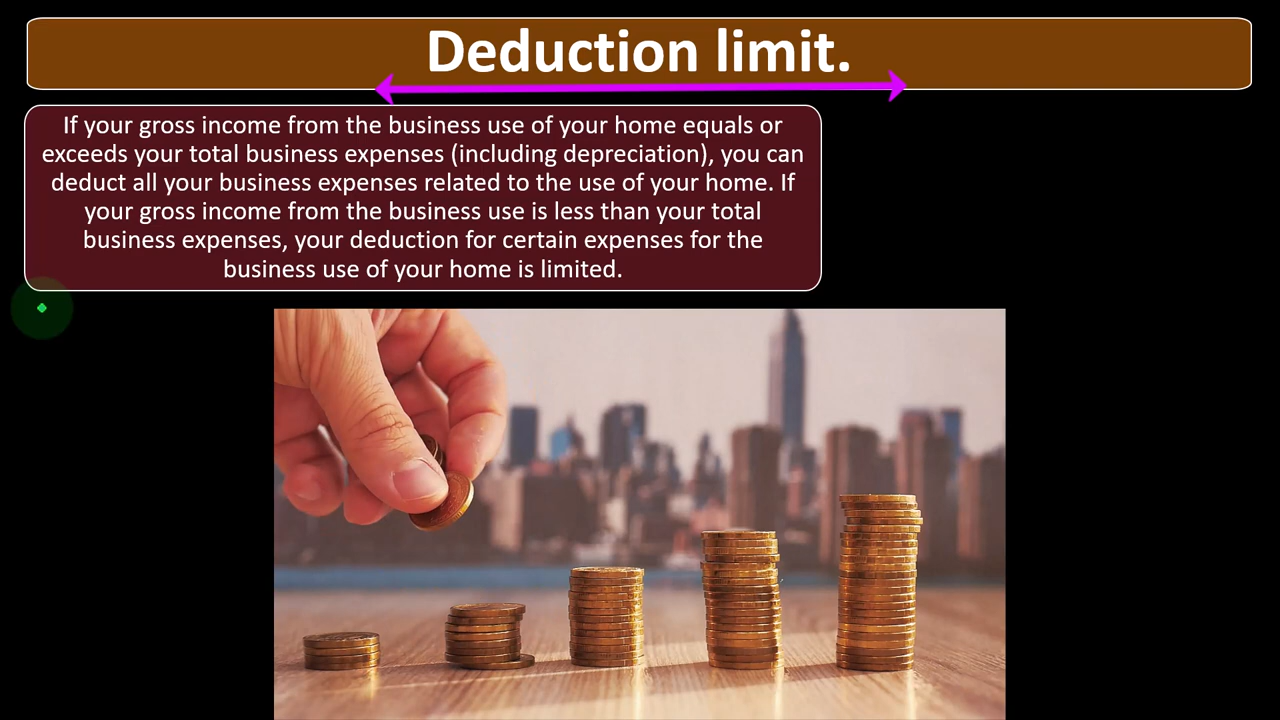 Deduction limit.
If your gross income from the business use of your home equals or
exceeds your total business expenses (including depreciation), you can
deduct all your business expenses related to the use of your home. If
your gross income from the business use is less than your total
business expenses, your deduction for certain expenses for the
business use of your home is limited.